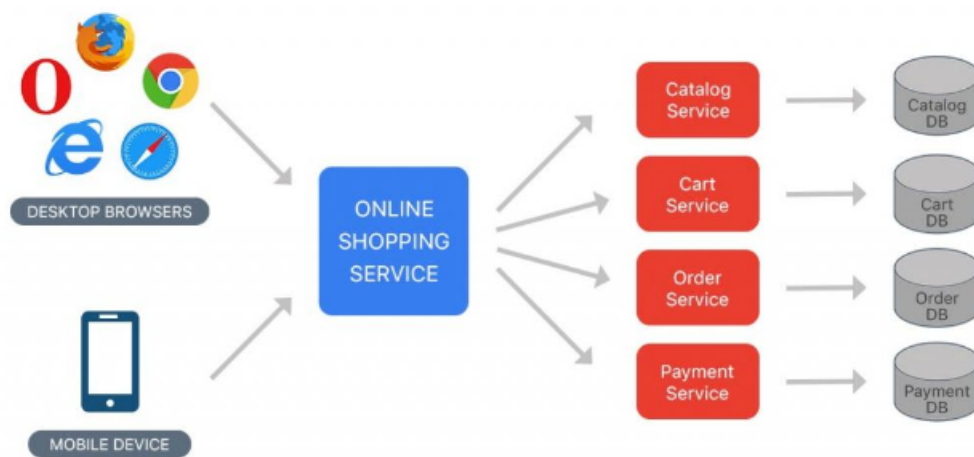 DESKTOP BROWSERS
MOBILE DEVICE
ONLINE
SHOPPING
SERVICE
Catalog
Service
Cart
Service
Order
Service
Payment
Service
Catalog
DB
Cart
DB
Order
DB
Payment
DB